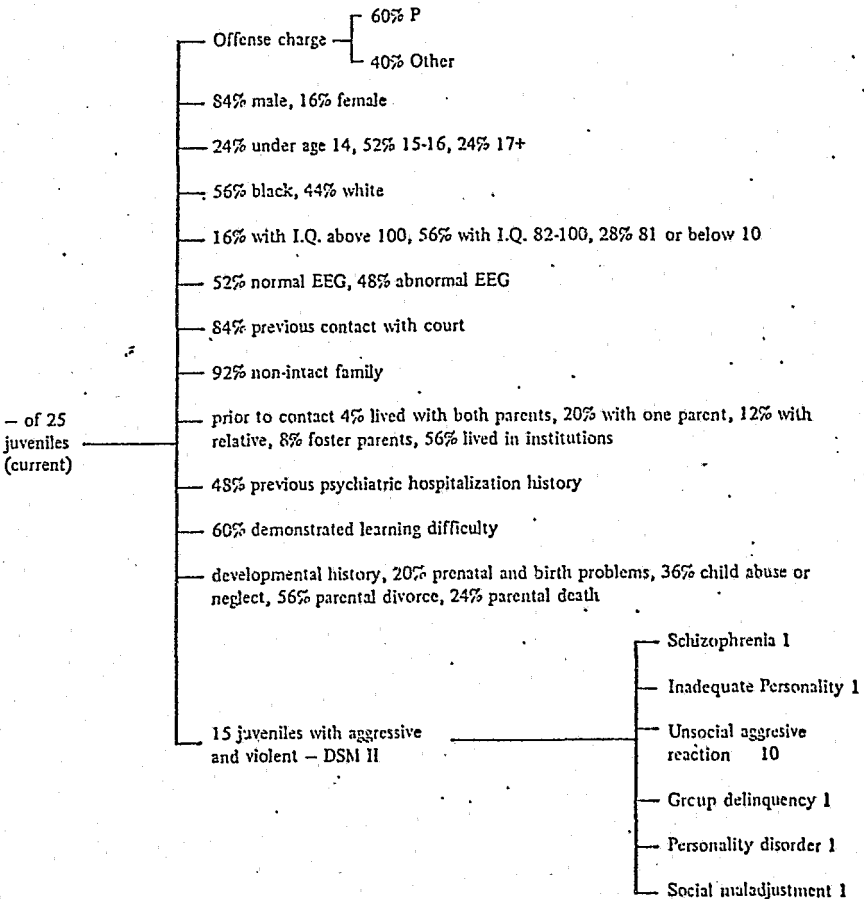 60% P
Offense charge
40% Other
84% male, 16% female
24% under age 14, 52% 15-16, 24% 17+
56% black, 44% white
16% with I.Q. above 100, 56% with I.Q. 82-100, 28% 81 or below 10
52% normal EEG, 48% abnormal EEG
84% previous contact with court
92% non-intact family
– of 25
juveniles
(current)
prior to contact 4% lived with both parents, 20% with one parent, 12% with
relative, 8% foster parents, 56% lived in institutions
48% previous psychiatric hospitalization history
60% demonstrated learning difficulty
developmental history, 20% prenatal and birth problems, 36% child abuse or
neglect, 56% parental divorce, 24% parental death
15 juveniles with aggressive
and violent – DSM II
Schizophrenia 1
Inadequate Personality 1
Unsocial aggresive
reaction 10
Group delinquency 1
Personality disorder 1
Social maladjustment 1